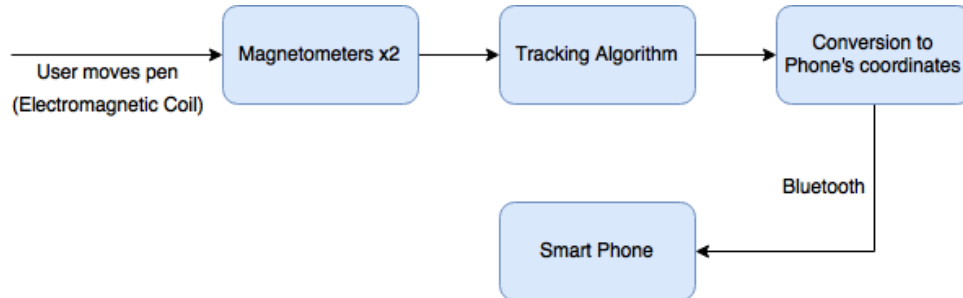 User moves pen
(Electromagnetic Coil)
Magnetometers x2
Tracking Algorithm
Conversion to
Phone's coordinates
Bluetooth
Smart Phone